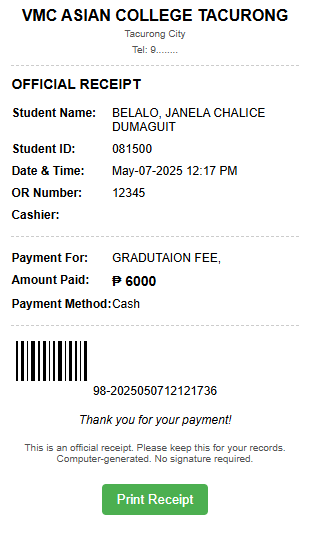 VMC ASIAN COLLEGE TACURONG
Tacurong City
Tel: 9........
OFFICIAL RECEIPT
Student Name: BELALO, JANELA CHALICE
DUMAGUIT
Student ID: 081500
Date & Time: May-07-2025 12:17 PM
OR Number: 12345
Cashier:
Payment For: GRADUTAION FEE,
Amount Paid: ₱ 6000
Payment Method: Cash
98-2025050712121736
Thank you for your payment!
This is an official receipt. Please keep this for your records.
Computer-generated. No signature required.
Print Receipt